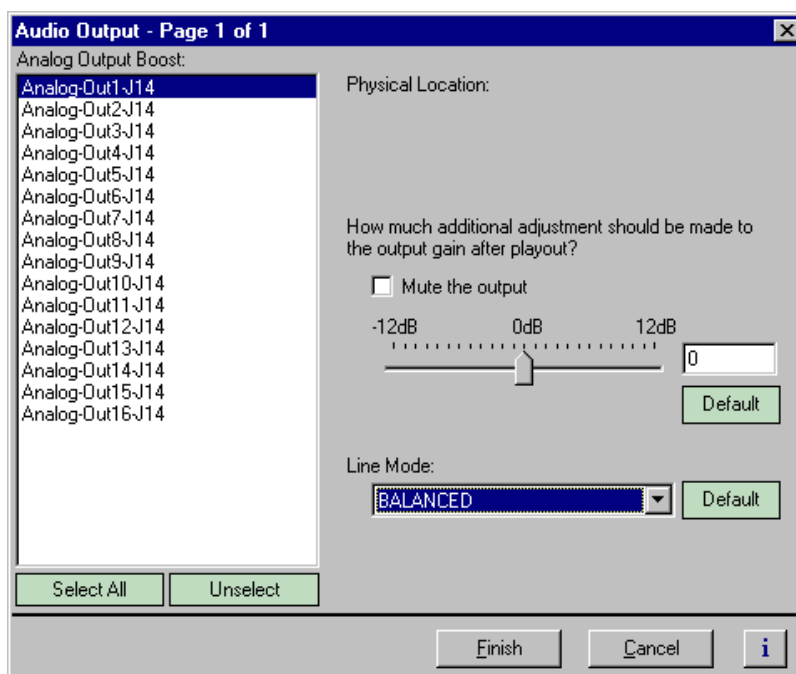 Audio Output - Page 1 of 1
Analog Output Boost:
Analog-Out1-J14
Analog-Out2-J14
Analog-Out3-J14
Analog-Out4-J14
Analog-Out5-J14
Analog-Out6-J14
Analog-Out7-J14
Analog-Out8-J14
Analog-Out9-J14
Analog-Out10-J14
Analog-Out11-J14
Analog-Out12-J14
Analog-Out13-J14
Analog-Out14-J14
Analog-Out15-J14
Analog-Out16-J14
Select All
Unselect
Physical Location:
How much additional adjustment should be made to
the output gain after playout?
Mute the output
-12dB 0dB 12dB
0
Default
Line Mode:
BALANCED
Default
Finish
Cancel
i